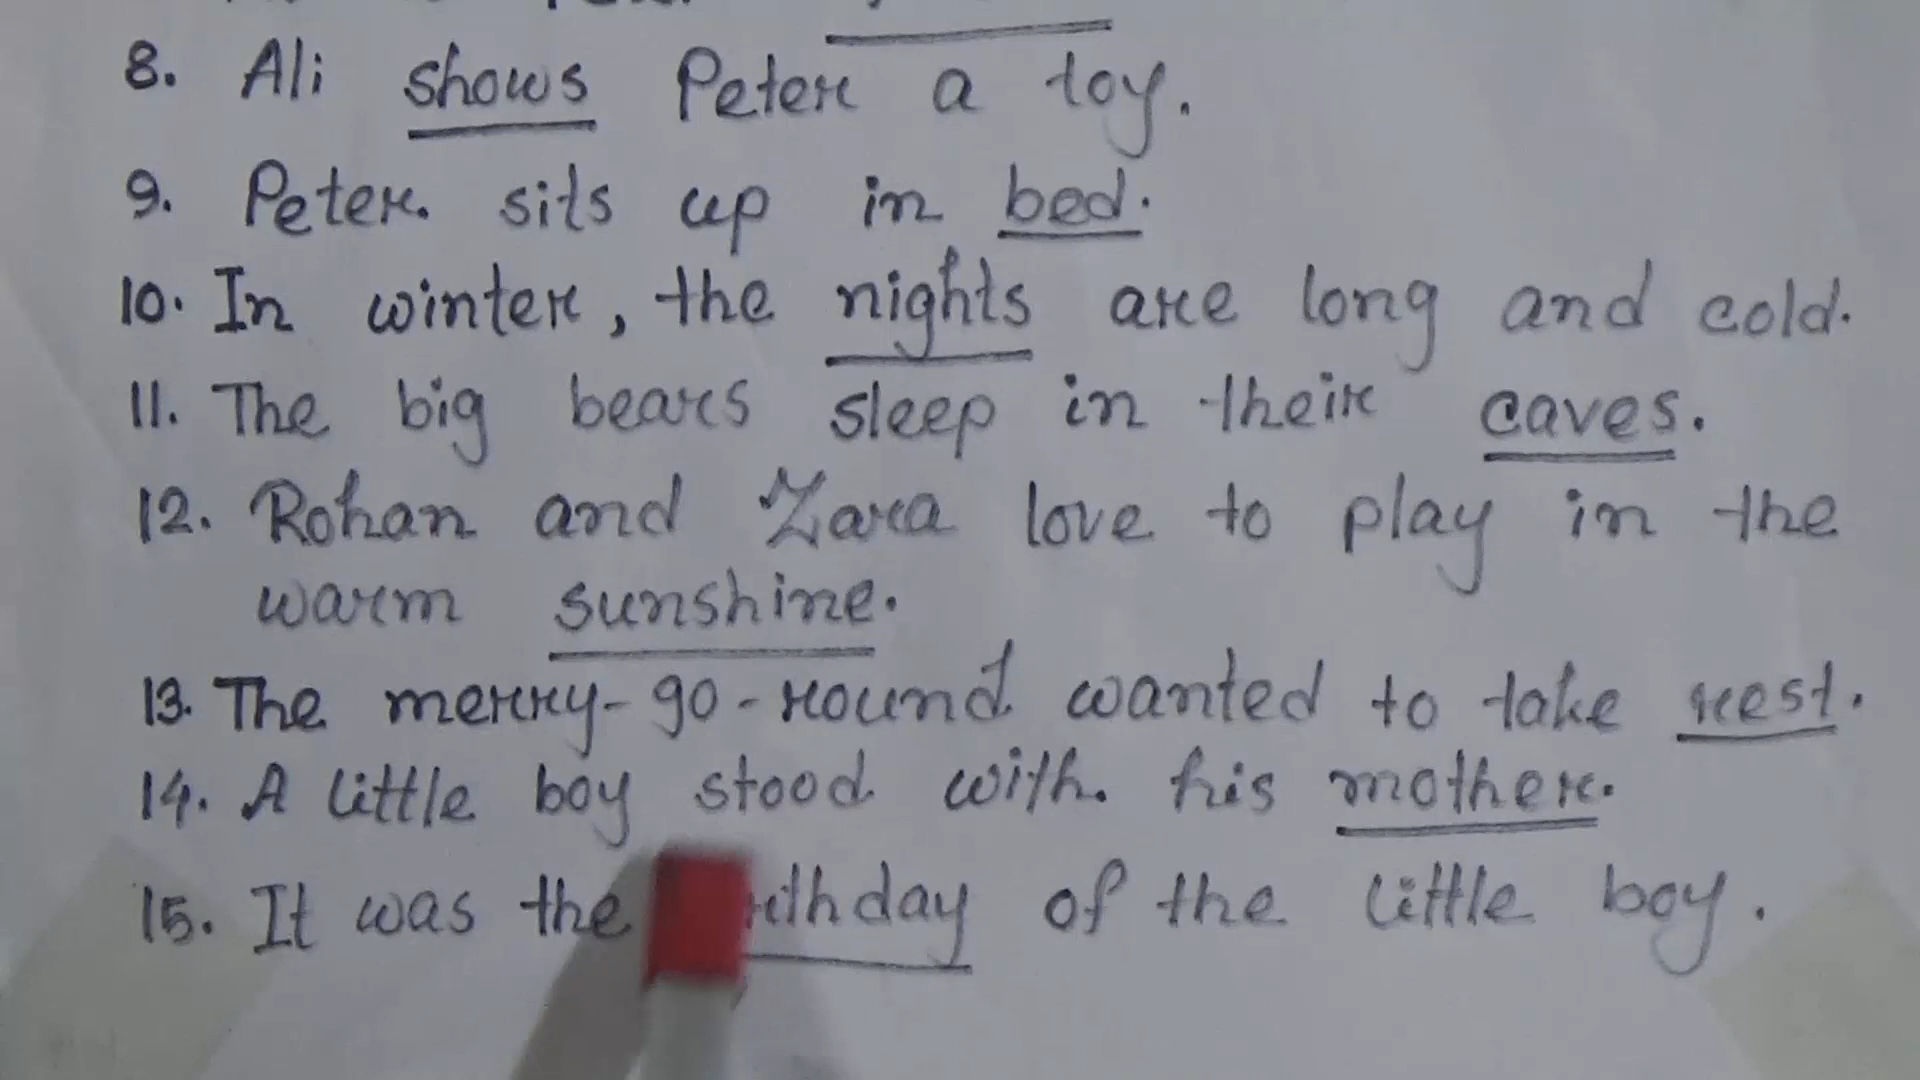 8. Ali shows Peter a toy.
9. Peter sits up in bed.
10. In winter, the nights are long and cold.
11. The big bears sleep in their caves.
12. Rohan and Zara love to play in the
warm sunshine.
13. The merry-go-round wanted to take rest.
14. A little boy stood with his mother.
15. It was the birthday of the little boy.